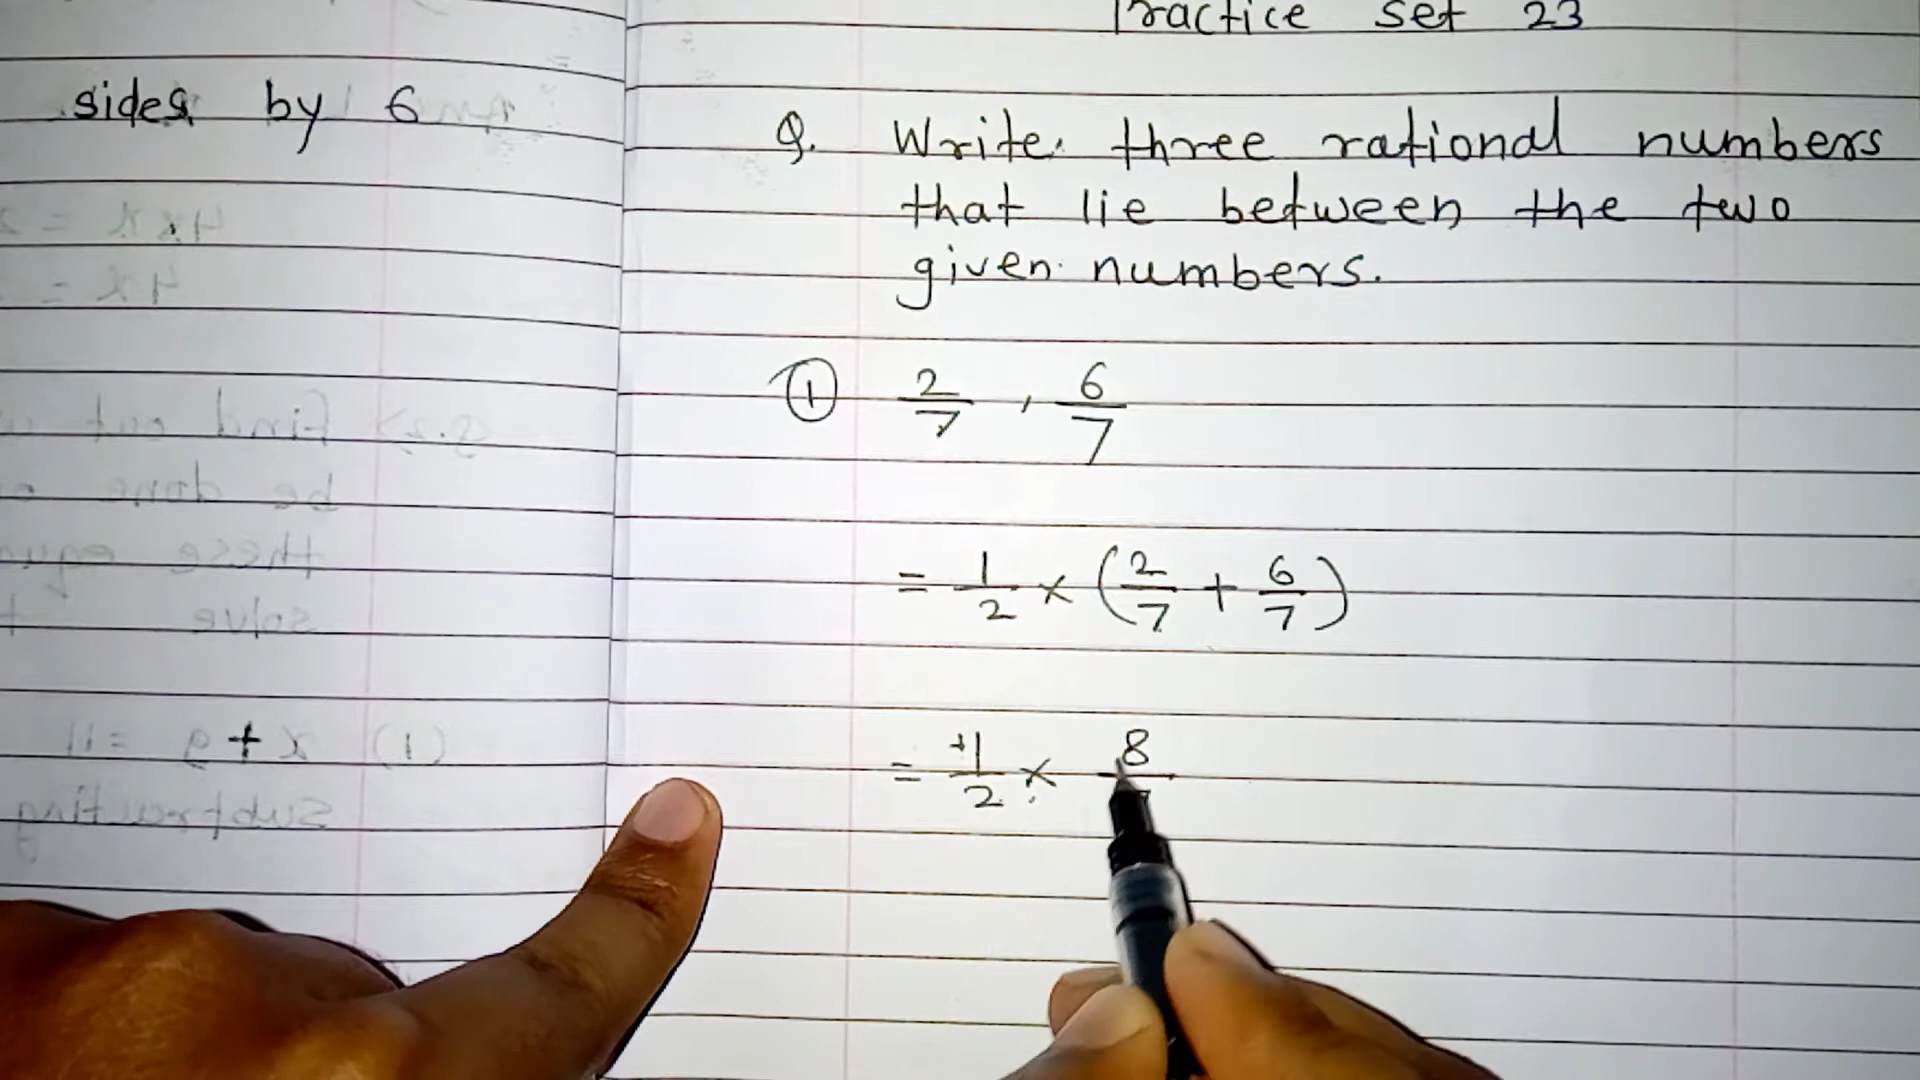 sides by 6
Practice Set 23
Q. Write three rational numbers
that lie between the two
given numbers.
① 2/7 , 6/7
= 1/2 × (2/7 + 6/7)
= 1/2 × 8/7